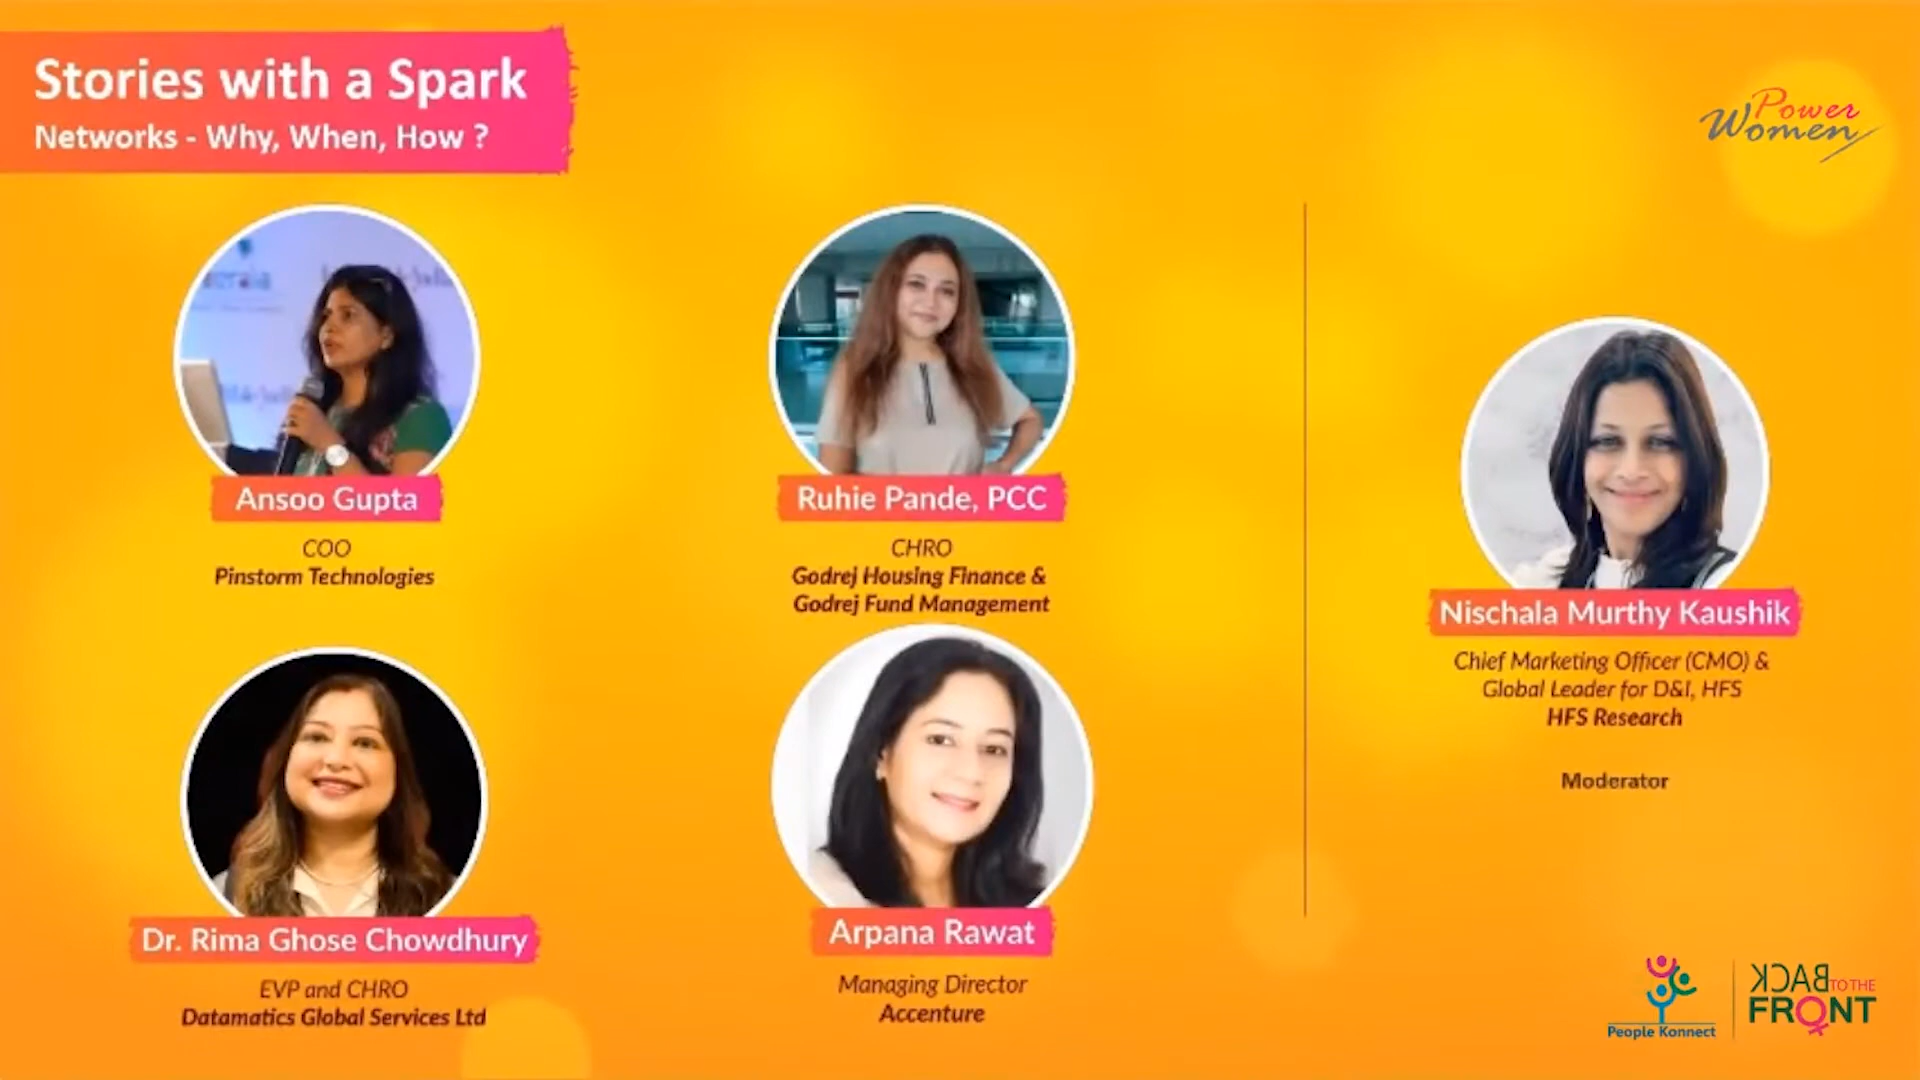 Stories with a Spark
Networks - Why, When, How ?
Power
Women
Ansoo Gupta
COO
Pinstorm Technologies
Ruhie Pande, PCC
CHRO
Godrej Housing Finance &
Godrej Fund Management
Nischala Murthy Kaushik
Chief Marketing Officer (CMO) &
Global Leader for D&I, HFS
HFS Research
Moderator
Dr. Rima Ghose Chowdhury
EVP and CHRO
Datamatics Global Services Ltd
Arpana Rawat
Managing Director
Accenture
People Konnect
BACK TO THE
FRONT